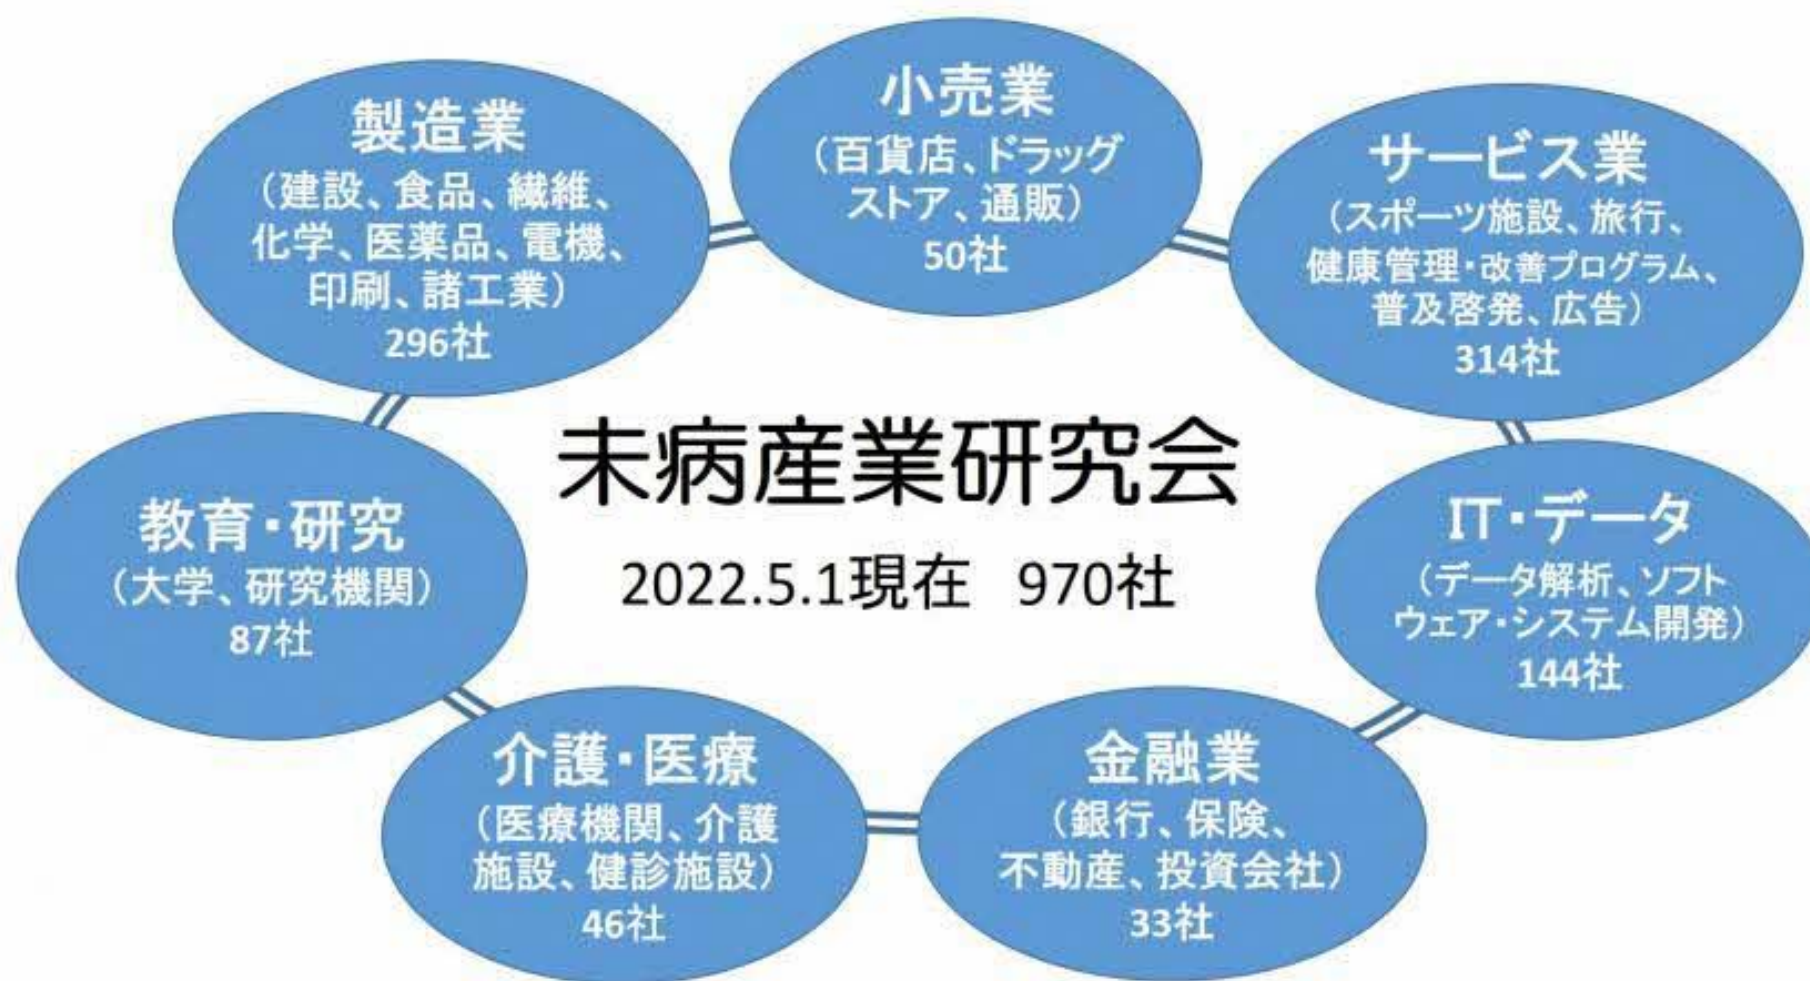 製造業
（建設、食品、繊維、
化学、医薬品、電機、
印刷、諸工業）
296社
小売業
（百貨店、ドラッグ
ストア、通販）
50社
サービス業
（スポーツ施設、旅行、
健康管理・改善プログラム、
普及啓発、広告）
314社
未病産業研究会
2022.5.1現在 970社
教育・研究
（大学、研究機関）
87社
IT・データ
（データ解析、ソフト
ウェア・システム開発）
144社
介護・医療
（医療機関、介護
施設、健診施設）
46社
金融業
（銀行、保険、
不動産、投資会社）
33社